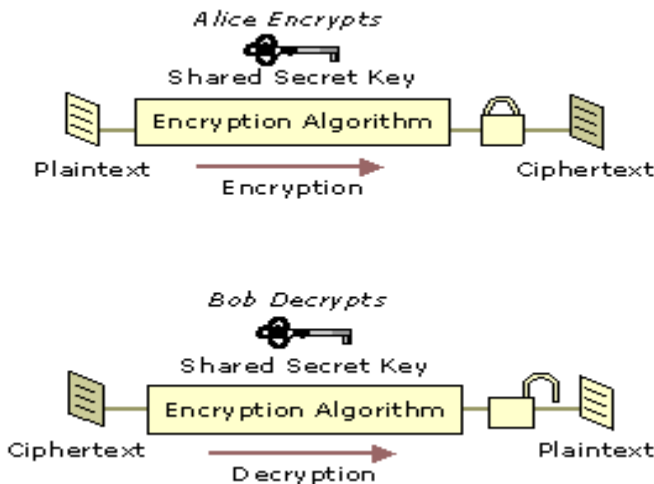 Alice Encrypts
Shared Secret Key
Encryption Algorithm
Plaintext
Ciphertext
Encryption
Bob Decrypts
Shared Secret Key
Encryption Algorithm
Ciphertext
Plaintext
Decryption